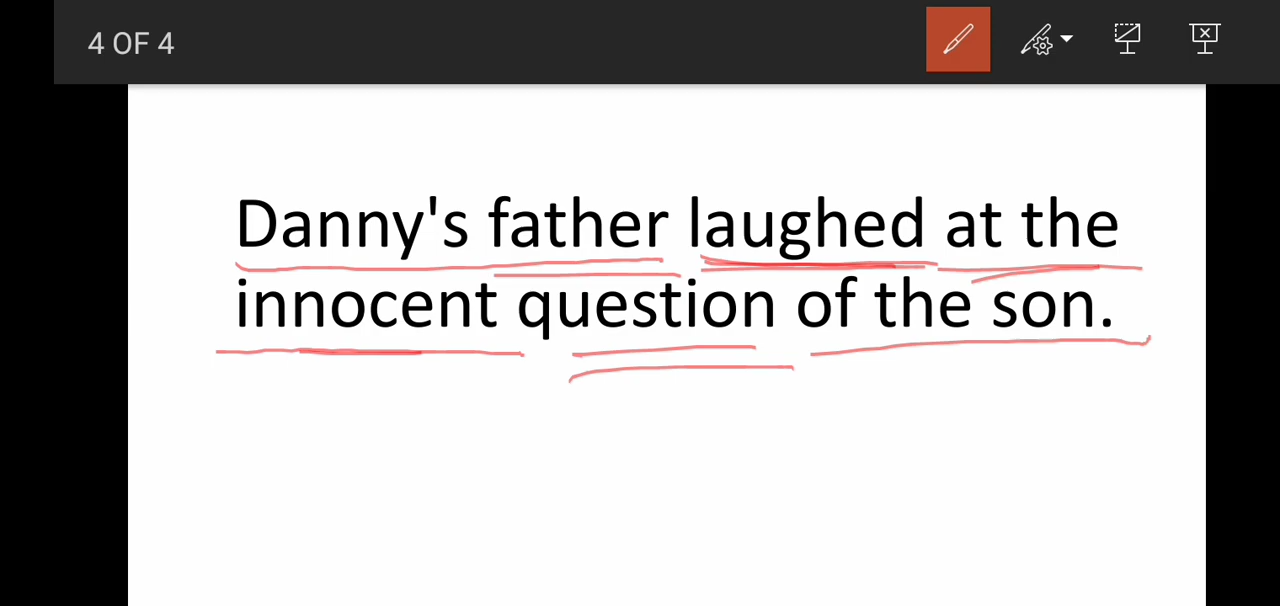 4 OF 4
Danny's father laughed at the
innocent question of the son.